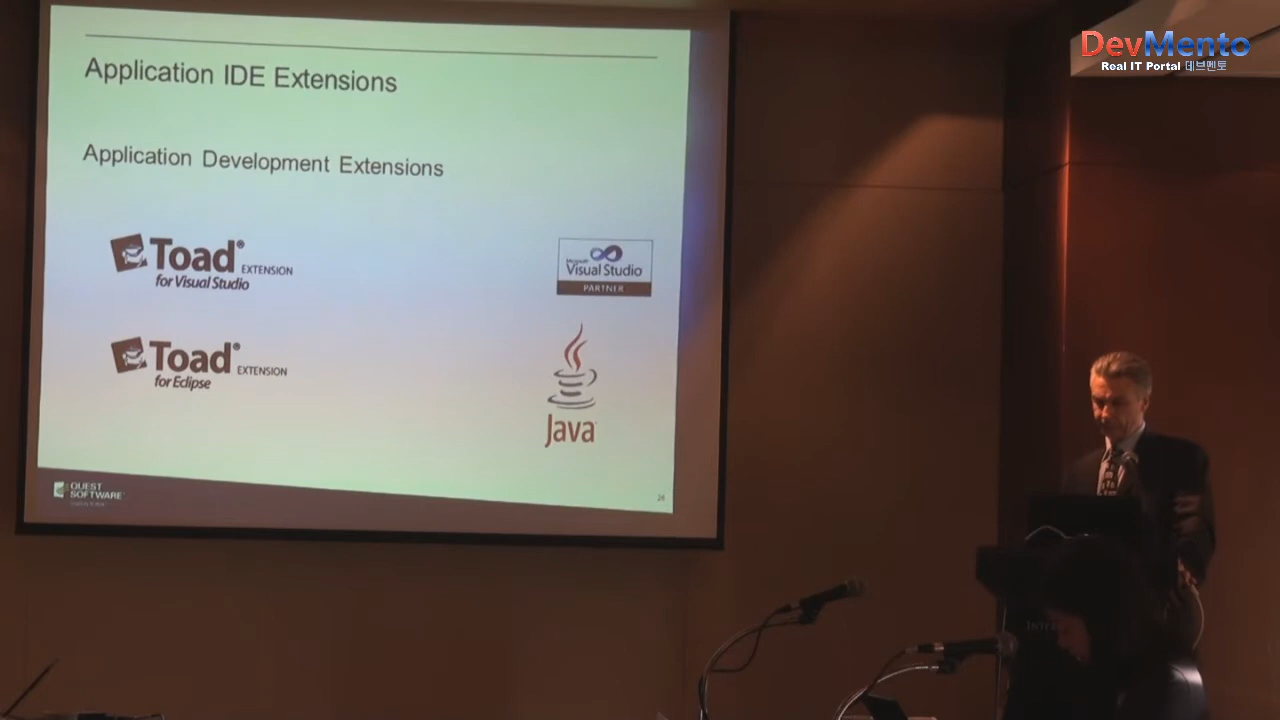 DevMento
Real IT Portal 데브멘토
Application IDE Extensions
Application Development Extensions
Toad® EXTENSION
for Visual Studio
Microsoft
Visual Studio
PARTNER
Toad® EXTENSION
for Eclipse
Java
QUEST
SOFTWARE